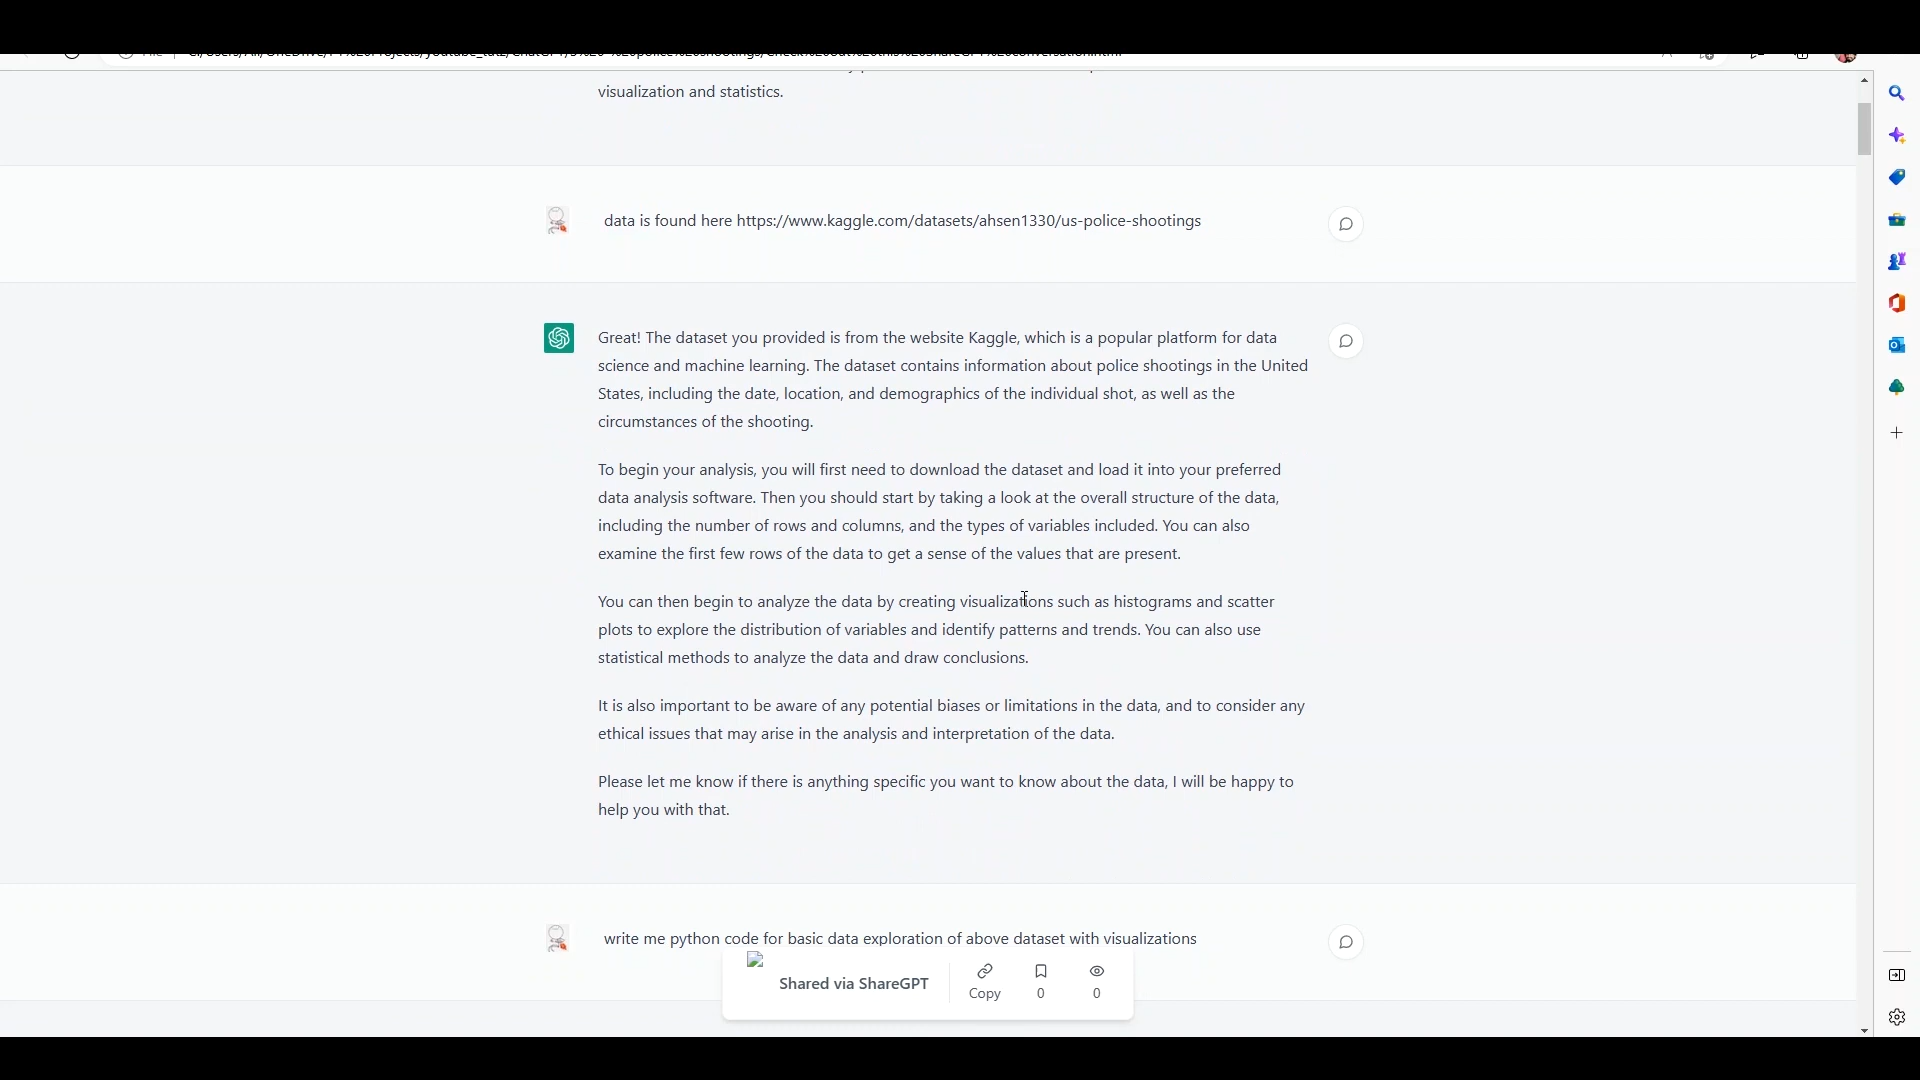 visualization and statistics.
data is found here https://www.kaggle.com/datasets/ahsen1330/us-police-shootings
Great! The dataset you provided is from the website Kaggle, which is a popular platform for data
science and machine learning. The dataset contains information about police shootings in the United
States, including the date, location, and demographics of the individual shot, as well as the
circumstances of the shooting.
To begin your analysis, you will first need to download the dataset and load it into your preferred
data analysis software. Then you should start by taking a look at the overall structure of the data,
including the number of rows and columns, and the types of variables included. You can also
examine the first few rows of the data to get a sense of the values that are present.
You can then begin to analyze the data by creating visualizations such as histograms and scatter
plots to explore the distribution of variables and identify patterns and trends. You can also use
statistical methods to analyze the data and draw conclusions.
It is also important to be aware of any potential biases or limitations in the data, and to consider any
ethical issues that may arise in the analysis and interpretation of the data.
Please let me know if there is anything specific you want to know about the data, I will be happy to
help you with that.
write me python code for basic data exploration of above dataset with visualizations
Shared via ShareGPT
Copy
0
0